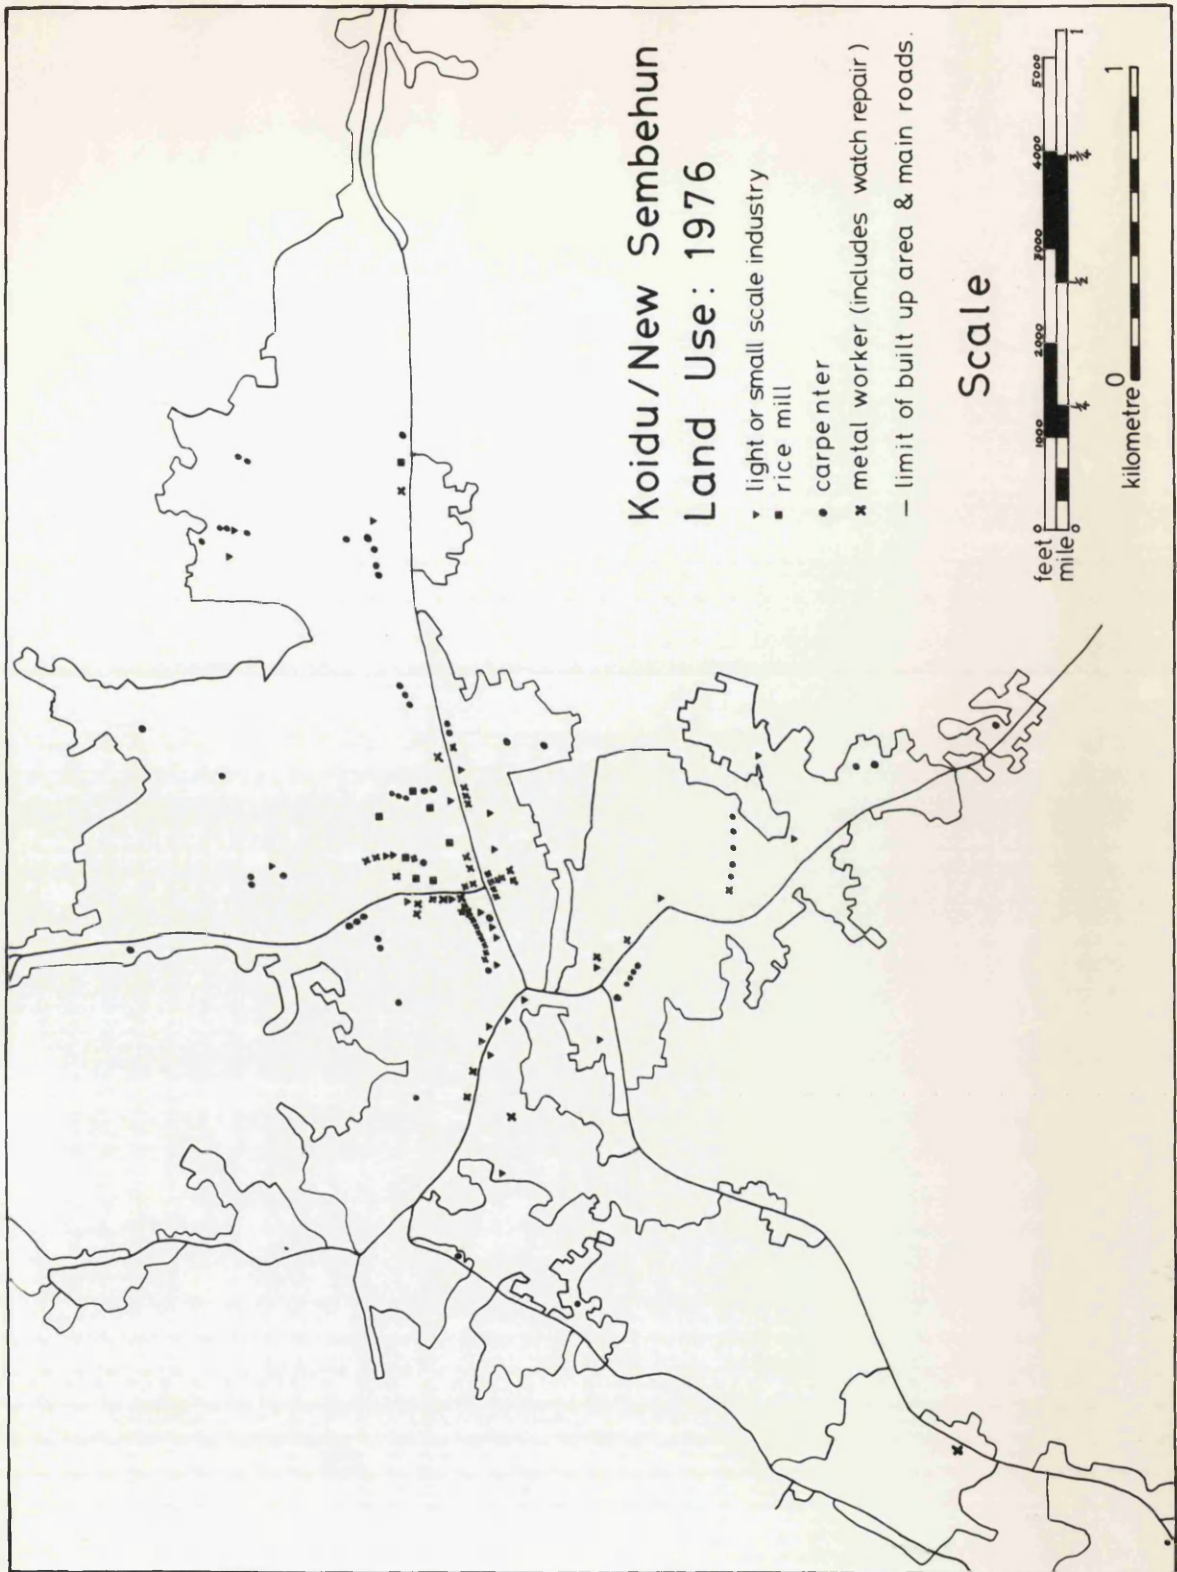 Koidu/New Sembehun
Land Use: 1976
▾ light or small scale industry
■ rice mill
• carpenter
x metal worker (includes watch repair)
— limit of built up area & main roads.
Scale
feet 0 1000 2000 3000 4000 5000
mile 0 ¼ ½ ¾ 1
kilometre 0 1